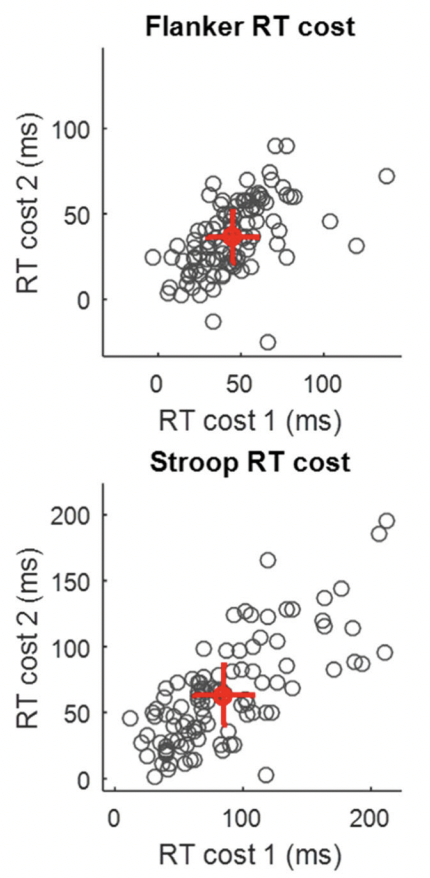 Flanker RT cost
RT cost 2 (ms)
100
50
0
0 50 100
RT cost 1 (ms)
Stroop RT cost
RT cost 2 (ms)
200
150
100
50
0
0 100 200
RT cost 1 (ms)